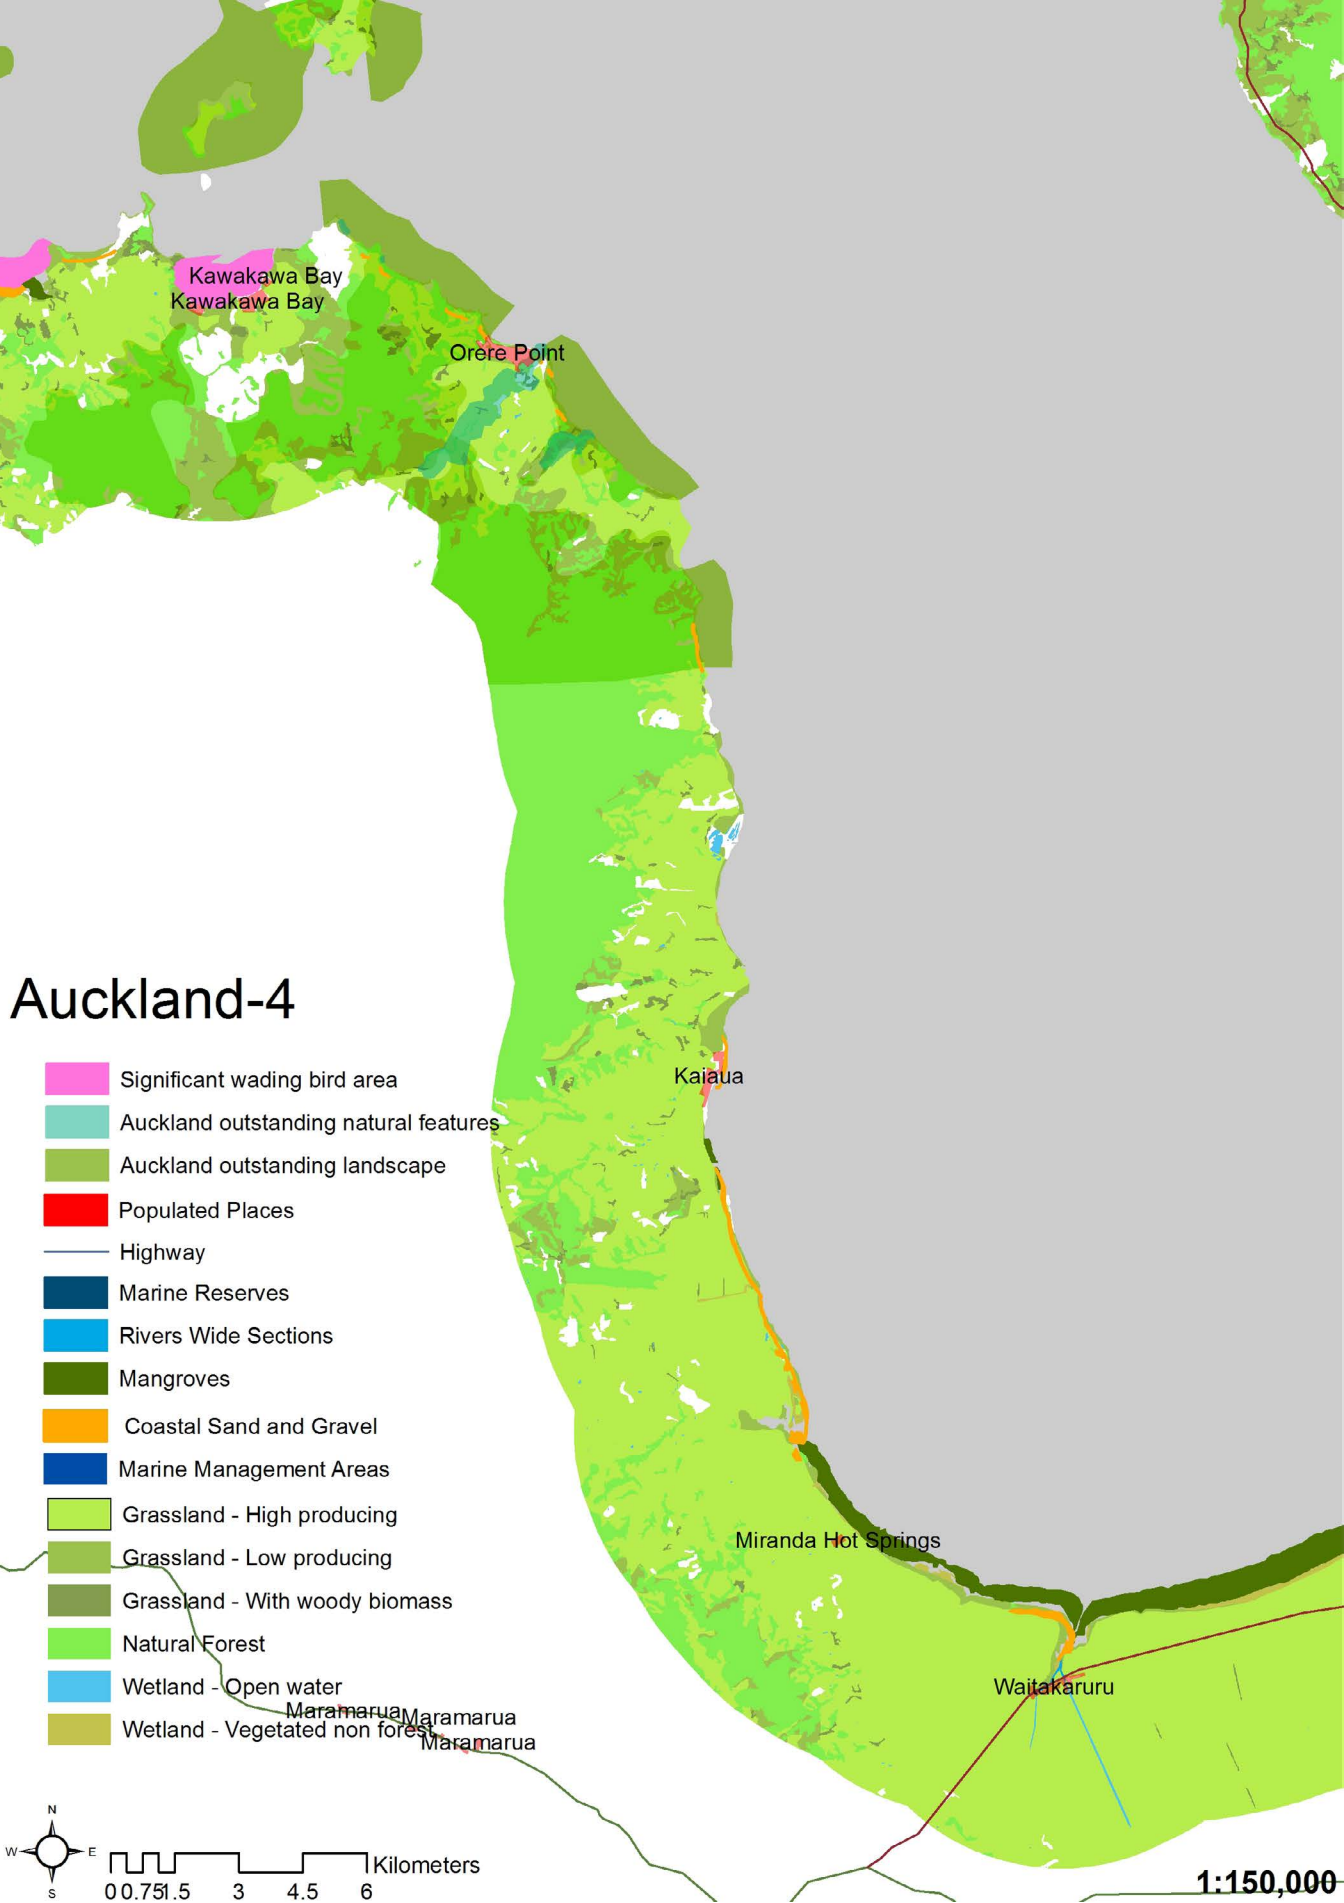 Kawakawa Bay
Kawakawa Bay
Orere Point
Auckland-4
Kaiaua
Significant wading bird area
Auckland outstanding natural features
Auckland outstanding landscape
Populated Places
Highway
Marine Reserves
Rivers Wide Sections
Mangroves
Coastal Sand and Gravel
Marine Management Areas
Grassland - High producing
Miranda Hot Springs
Grassland - Low producing
Grassland - With woody biomass
Natural Forest
Wetland - Open water
Waitakaruru
Maramarua
Maramarua
Wetland - Vegetated non forest
Maramarua
N
W E
S
Kilometers
0 0.75 1.5 3 4.5 6
1:150,000